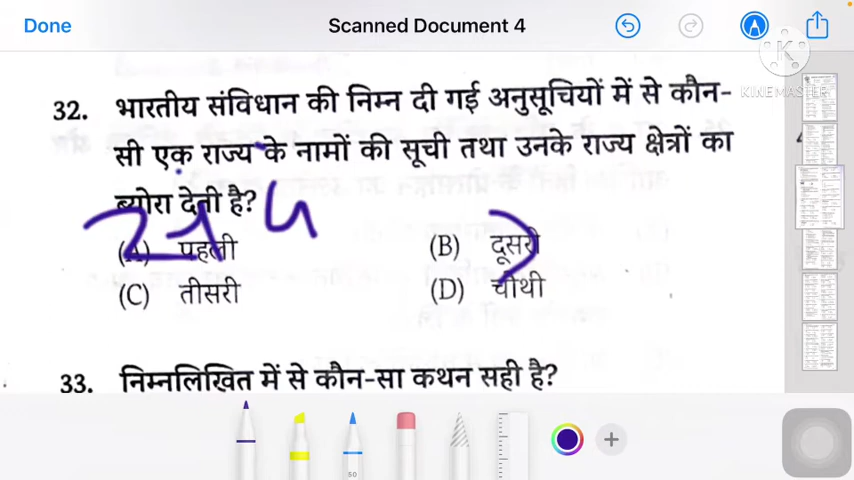 Done
Scanned Document 4
KINEMASTER
32. भारतीय संविधान की निम्न दी गई अनुसूचियों में से कौन-
सी एक राज्य के नामों की सूची तथा उनके राज्य क्षेत्रों का
ब्योरा देती है?
(A) पहली (B) दूसरी
(C) तीसरी (D) चौथी
33. निम्नलिखित में से कौन-सा कथन सही है?
50